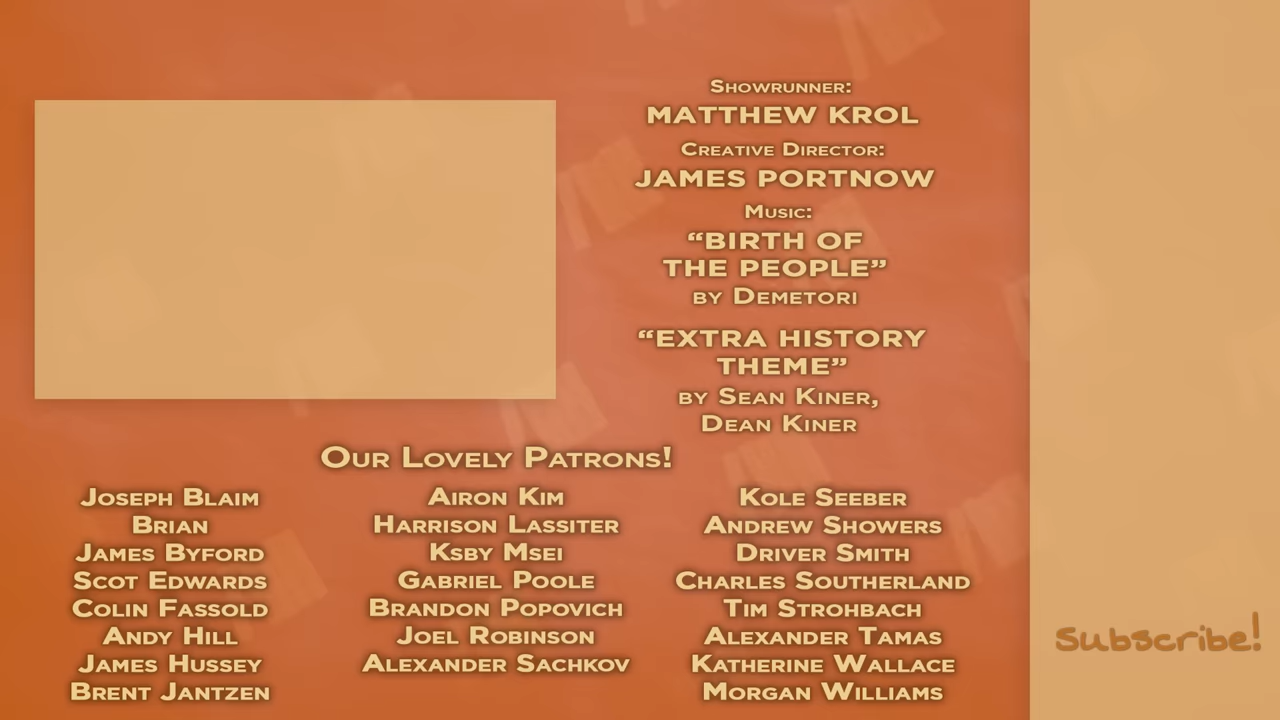 Showrunner:
MATTHEW KROL
Creative Director:
JAMES PORTNOW
Music:
“BIRTH OF
THE PEOPLE”
by Demetori
“EXTRA HISTORY
THEME”
by Sean Kiner,
Dean Kiner
Our Lovely Patrons!
Joseph Blaim
Brian
James Byford
Scot Edwards
Colin Fassold
Andy Hill
James Hussey
Brent Jantzen
Airon Kim
Harrison Lassiter
Ksby Msei
Gabriel Poole
Brandon Popovich
Joel Robinson
Alexander Sachkov
Kole Seeber
Andrew Showers
Driver Smith
Charles Southerland
Tim Strohbach
Alexander Tamas
Katherine Wallace
Morgan Williams
Subscribe!